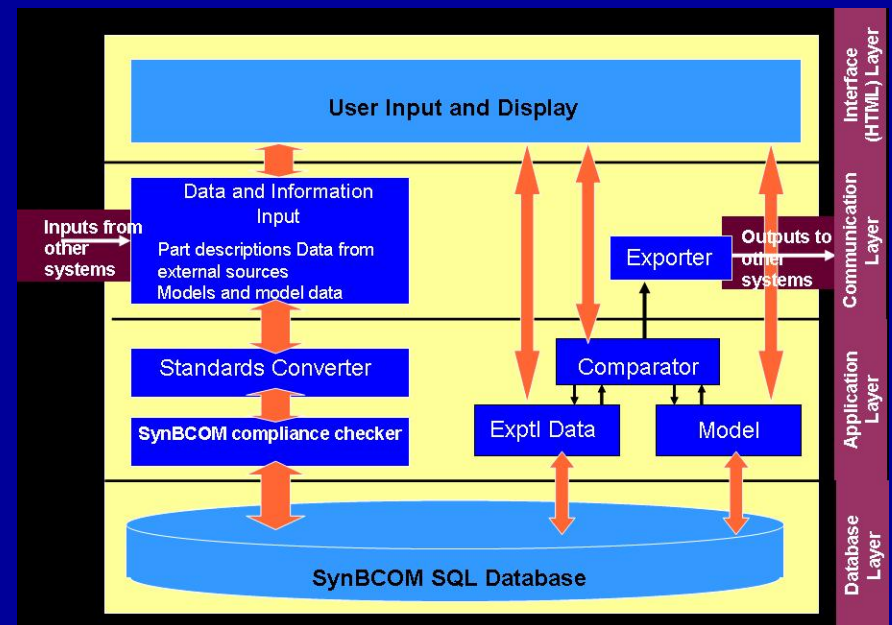 User Input and Display
Interface
(HTML) Layer
Data and Information
Input
Part descriptions Data from
external sources
Models and model data
Inputs from
other
systems
Exporter
Outputs to
other
systems
Communication
Layer
Standards Converter
SynBCOM compliance checker
Comparator
Exptl Data
Model
Application
Layer
SynBCOM SQL Database
Database
Layer